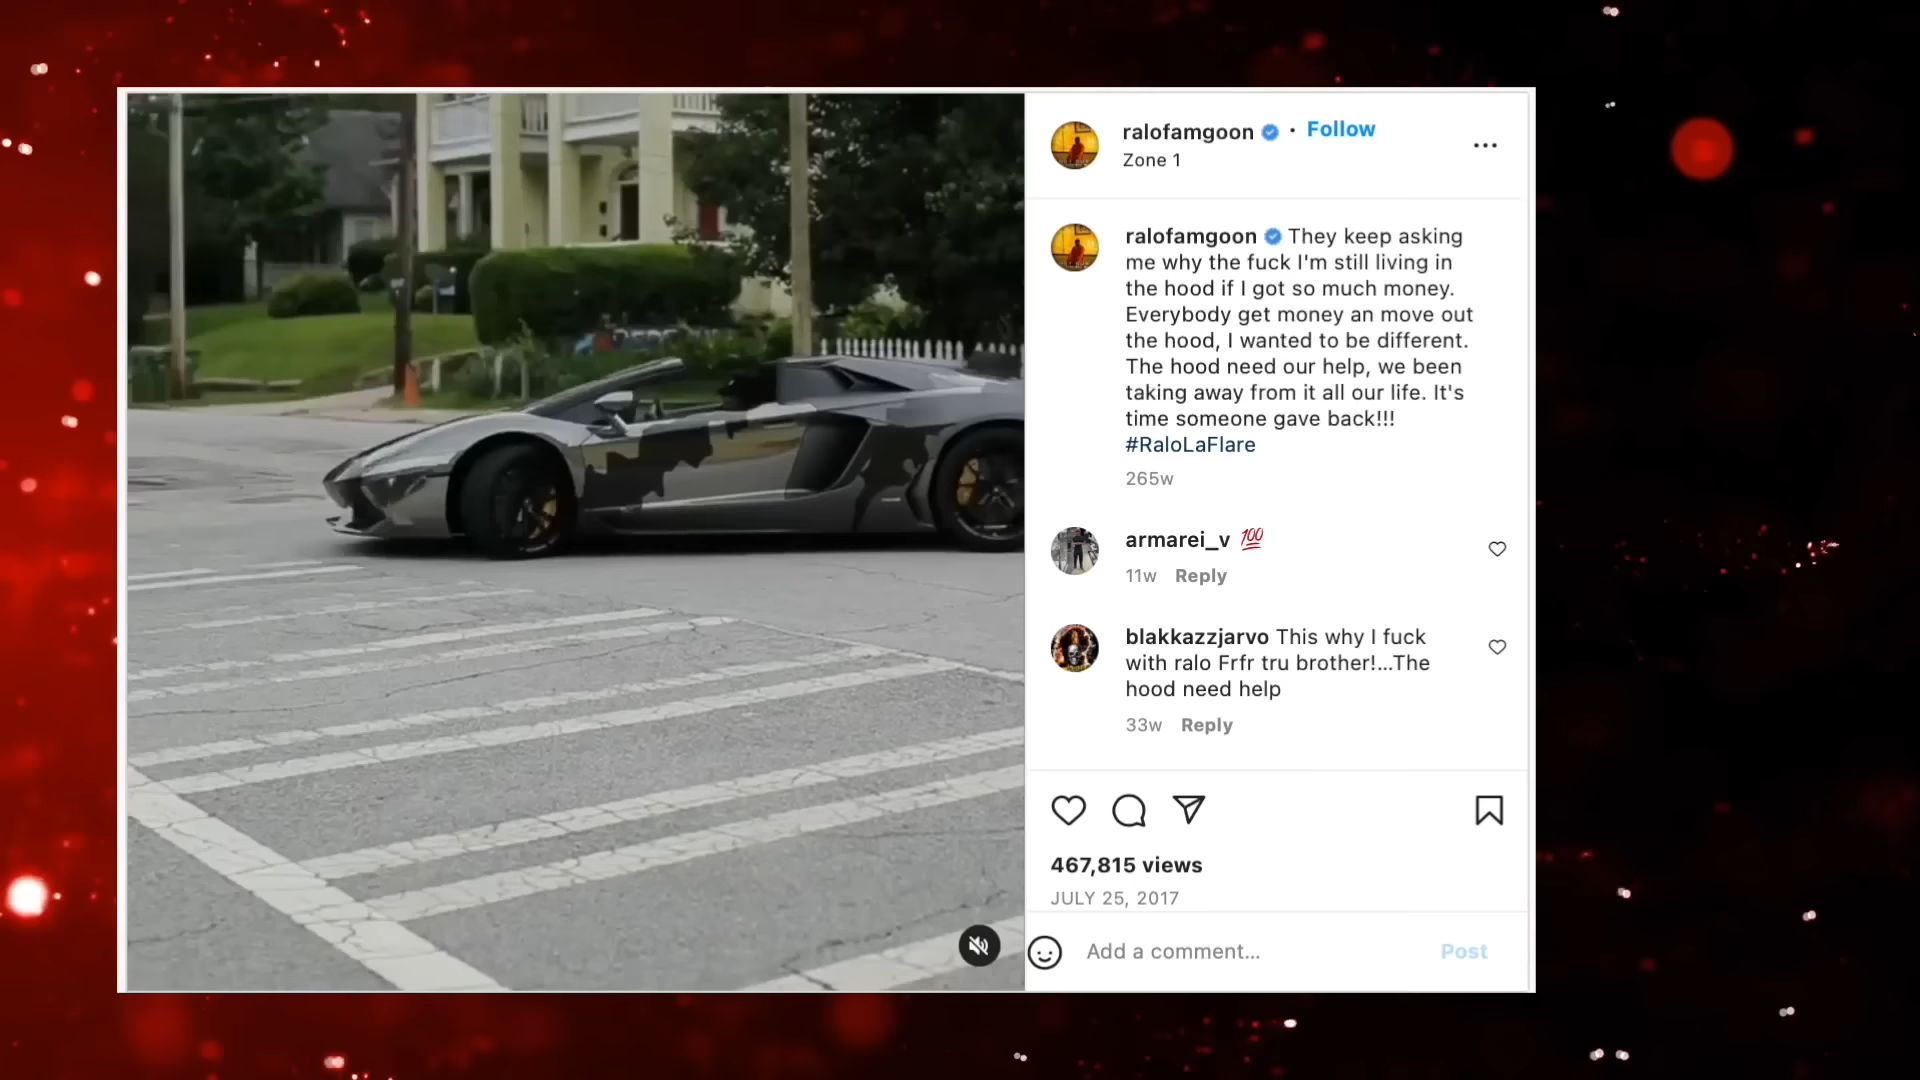 ralofamgoon • Follow
Zone 1
ralofamgoon They keep asking
me why the fuck I'm still living in
the hood if I got so much money.
Everybody get money an move out
the hood, I wanted to be different.
The hood need our help, we been
taking away from it all our life. It's
time someone gave back!!!
#RaloLaFlare
265w
armarei_v 💯
11w Reply
blakkazzjarvo This why I fuck
with ralo Frfr tru brother!...The
hood need help
33w Reply
467,815 views
JULY 25, 2017
Add a comment... Post